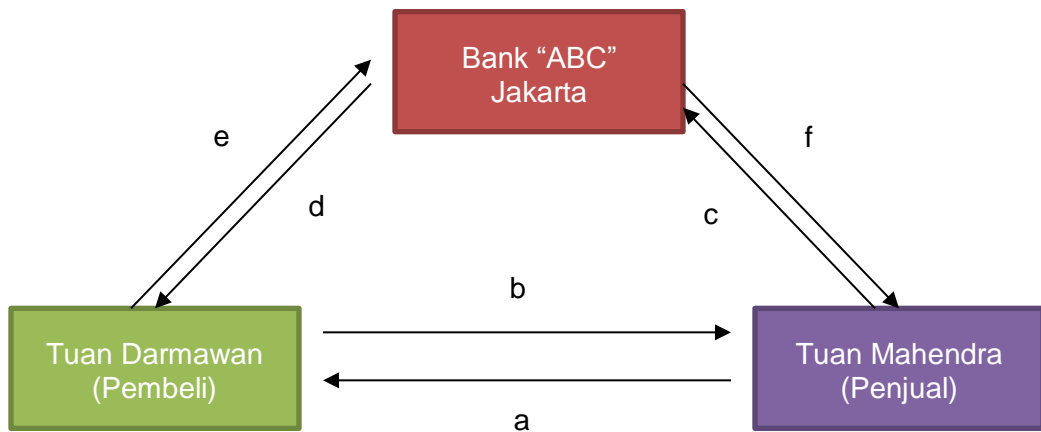 Bank “ABC”
Jakarta
e
f
d
c
b
Tuan Darmawan
(Pembeli)
Tuan Mahendra
(Penjual)
a